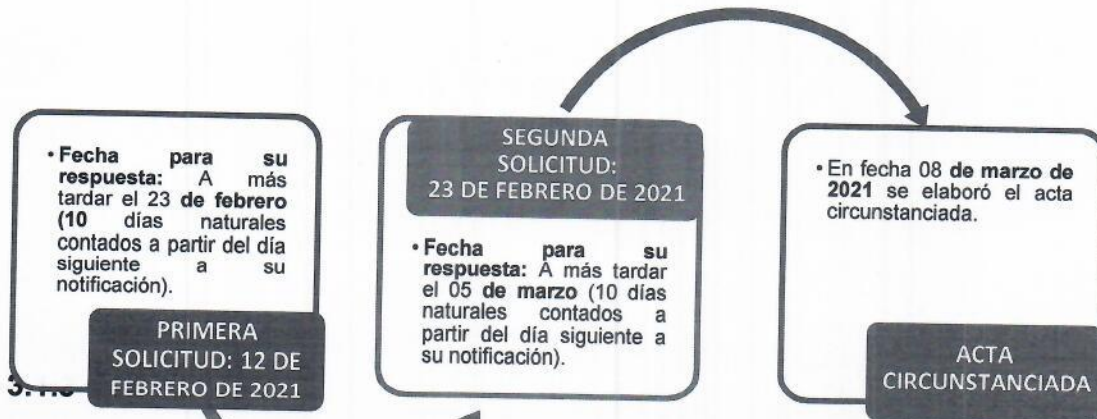 • Fecha para su
respuesta: A más
tardar el 23 de febrero
(10 días naturales
contados a partir del día
siguiente a su
notificación).
PRIMERA
SOLICITUD: 12 DE
FEBRERO DE 2021
SEGUNDA
SOLICITUD:
23 DE FEBRERO DE 2021
• Fecha para su
respuesta: A más tardar
el 05 de marzo (10 días
naturales contados a
partir del día siguiente a
su notificación).
• En fecha 08 de marzo de
2021 se elaboró el acta
circunstanciada.
ACTA
CIRCUNSTANCIADA